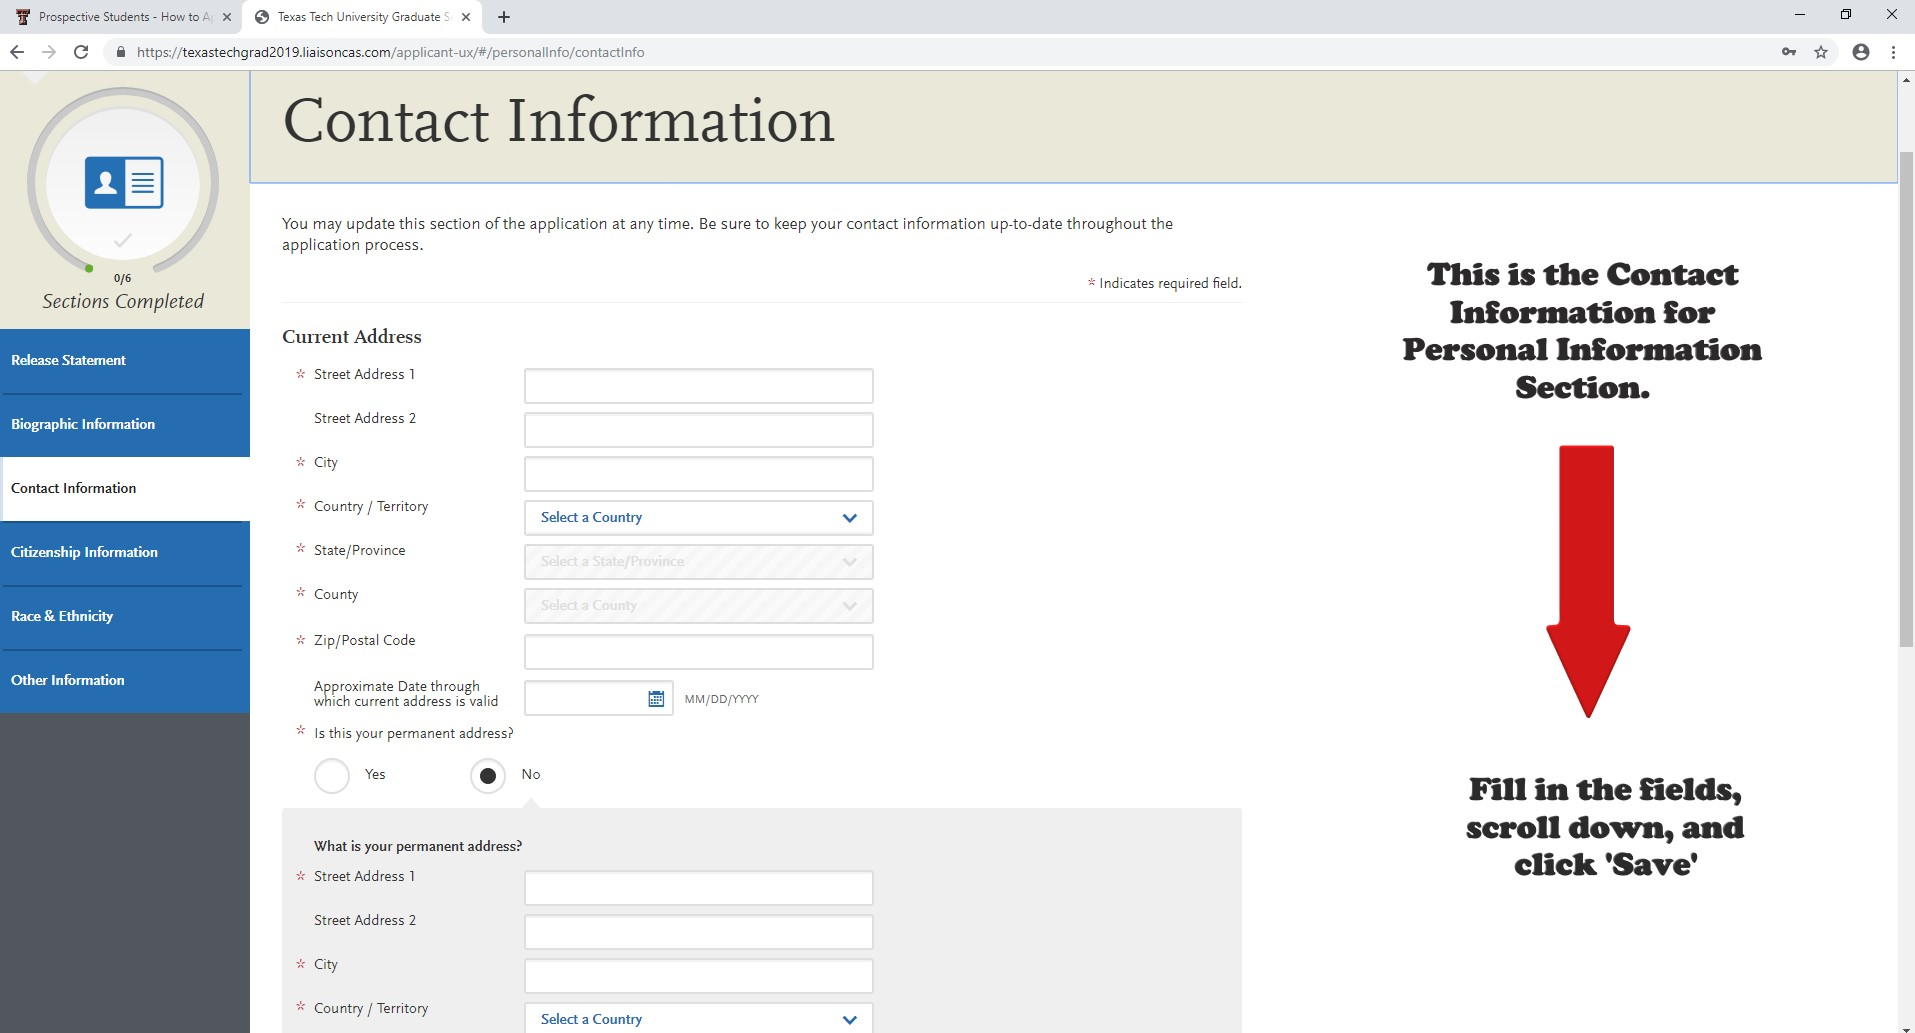 Prospective Students - How to A
Texas Tech University Graduate S
https://texastechgrad2019.liaisoncas.com/applicant-ux/#/personalInfo/contactInfo
0/6
Sections Completed
Release Statement
Biographic Information
Contact Information
Citizenship Information
Race & Ethnicity
Other Information
Contact Information
You may update this section of the application at any time. Be sure to keep your contact information up-to-date throughout the
application process.
* Indicates required field.
Current Address
* Street Address 1
Street Address 2
* City
* Country / Territory
Select a Country
* State/Province
Select a State/Province
* County
Select a County
* Zip/Postal Code
Approximate Date through
which current address is valid
MM/DD/YYYY
* Is this your permanent address?
Yes
No
What is your permanent address?
* Street Address 1
Street Address 2
* City
* Country / Territory
Select a Country
This is the Contact
Information for
Personal Information
Section.
Fill in the fields,
scroll down, and
click 'Save'